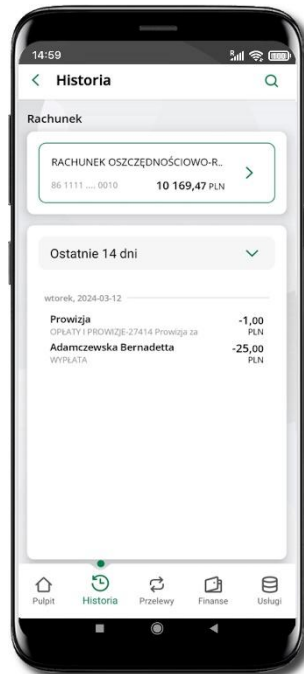 14:59
Historia
Rachunek
RACHUNEK OSZCZĘDNOŚCIOWO-R..
86 1111 .... 0010 10 169,47 PLN
Ostatnie 14 dni
wtorek, 2024-03-12
Prowizja -1,00
OPŁATY I PROWIZJE-27414 Prowizja za PLN
Adamczewska Bernadetta -25,00
WYPŁATA PLN
Pulpit Historia Przelewy Finanse Usługi